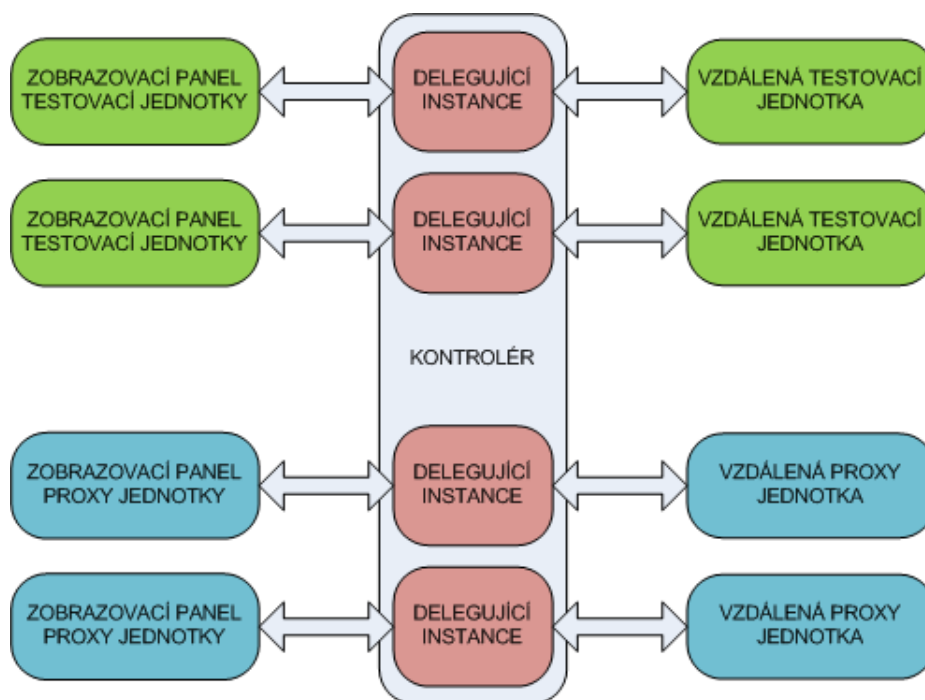 ZOBRAZOVACÍ PANEL
TESTOVACÍ JEDNOTKY
DELEGUJÍCÍ
INSTANCE
VZDÁLENÁ TESTOVACÍ
JEDNOTKA
ZOBRAZOVACÍ PANEL
TESTOVACÍ JEDNOTKY
DELEGUJÍCÍ
INSTANCE
VZDÁLENÁ TESTOVACÍ
JEDNOTKA
KONTROLÉR
ZOBRAZOVACÍ PANEL
PROXY JEDNOTKY
DELEGUJÍCÍ
INSTANCE
VZDÁLENÁ PROXY
JEDNOTKA
ZOBRAZOVACÍ PANEL
PROXY JEDNOTKY
DELEGUJÍCÍ
INSTANCE
VZDÁLENÁ PROXY
JEDNOTKA